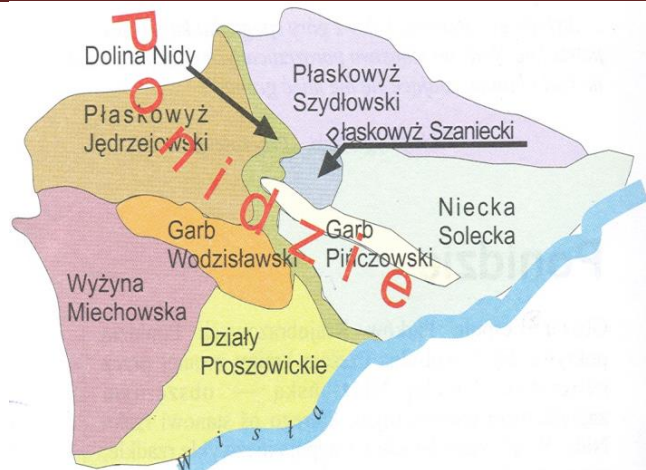 Ponidzie
Dolina Nidy
Płaskowyż
Szydłowski
Płaskowyż
Jędrzejowski
Płaskowyż Szaniecki
Niecka
Solecka
Garb
Wodzisławski
Garb
Pińczowski
Wyżyna
Miechowska
Działy
Proszowickie
Wisła